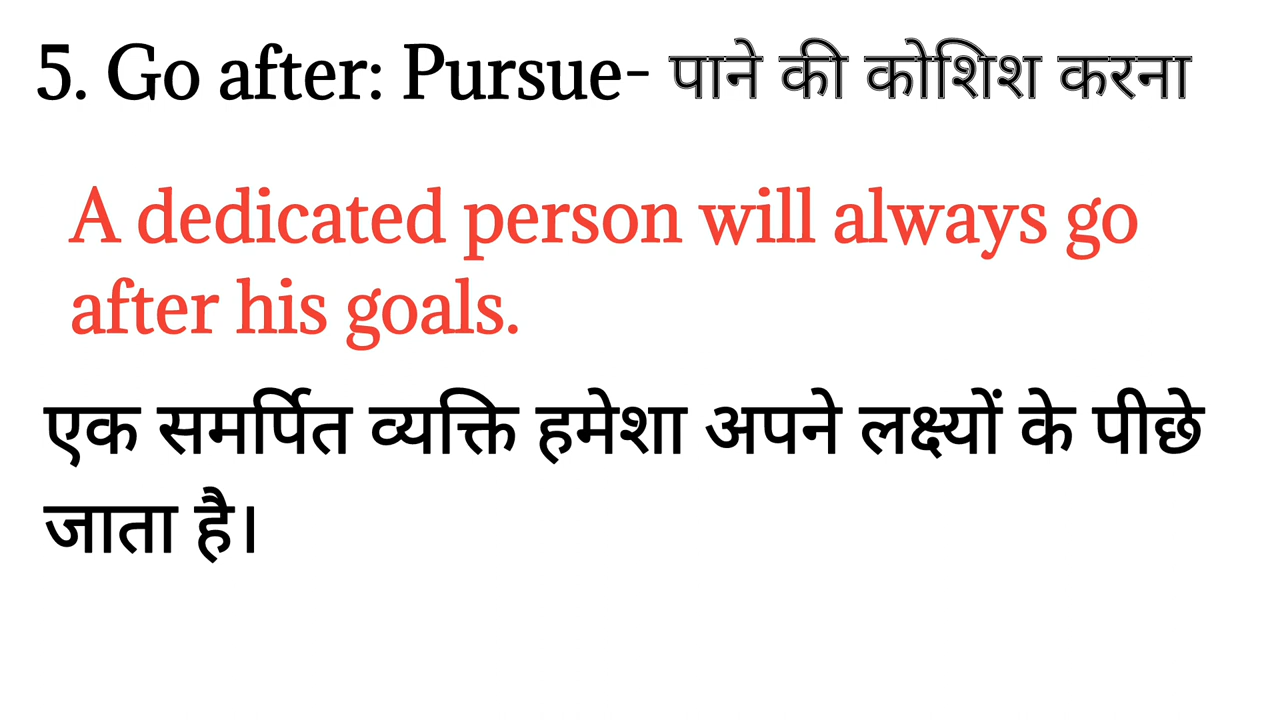 5. Go after: Pursue- पाने की कोशिश करना
A dedicated person will always go
after his goals.
एक समर्पित व्यक्ति हमेशा अपने लक्ष्यों के पीछे
जाता है।